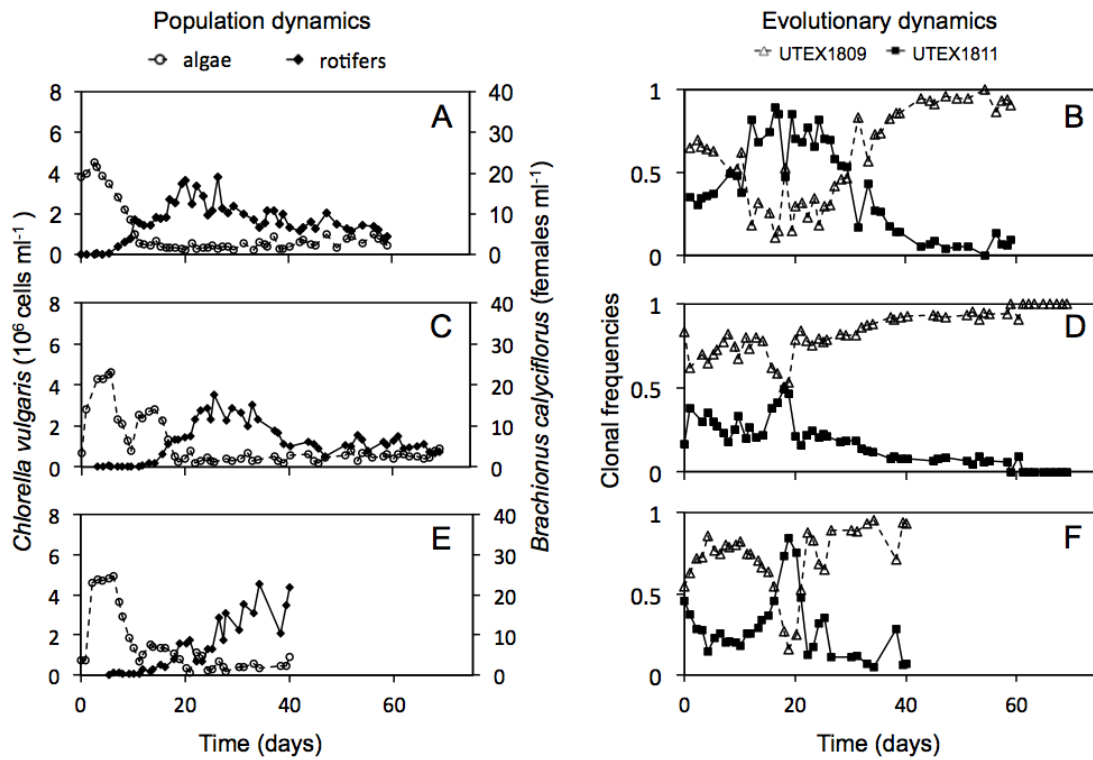 Population dynamics
algae
rotifers
Evolutionary dynamics
UTEX1809
UTEX1811
Chlorella vulgaris (10⁶ cells ml⁻¹)
Brachionus calyciflorus (females ml⁻¹)
Clonal frequencies
8
6
4
2
0
A
40
30
20
10
0
1
0.5
0
B
8
6
4
2
0
C
40
30
20
10
0
1
0.5
0
D
8
6
4
2
0
E
40
30
20
10
0
1
0.5
0
F
0 20 40 60
Time (days)
0 20 40 60
Time (days)